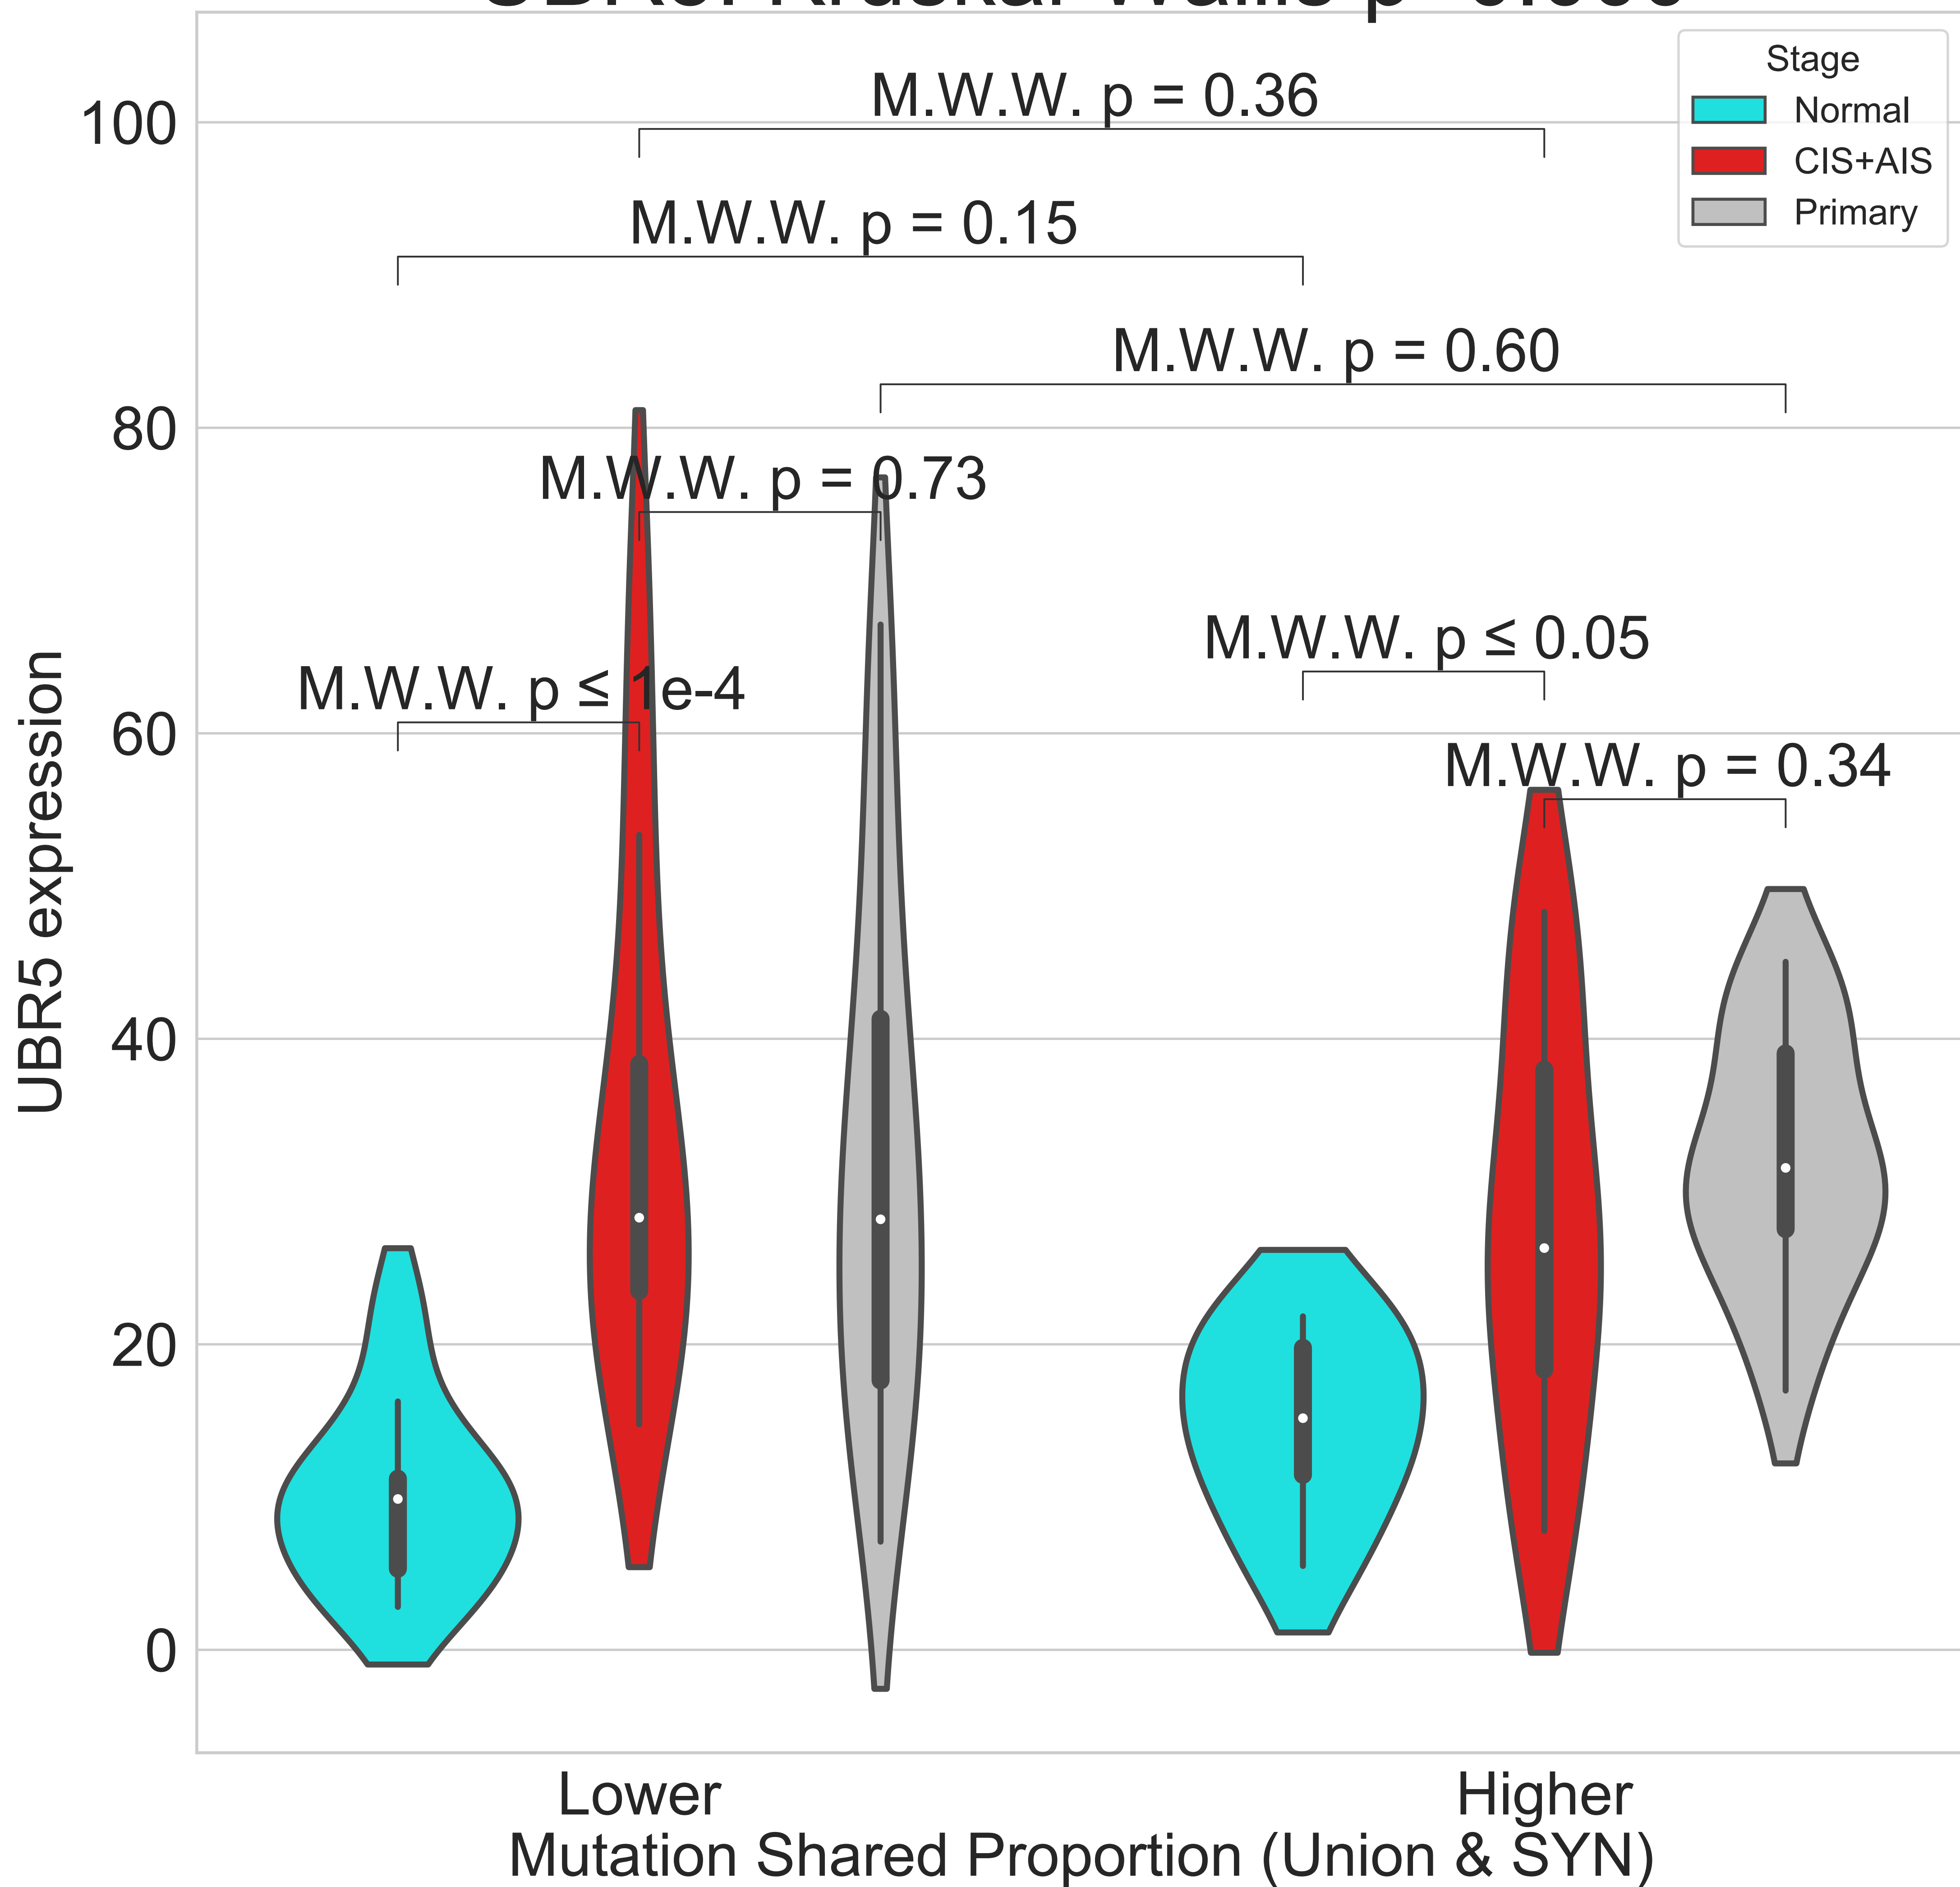 Stage
Normal
CIS+AIS
Primary
M.W.W. p = 0.36
M.W.W. p = 0.15
M.W.W. p = 0.60
M.W.W. p = 0.73
M.W.W. p ≤ 0.05
M.W.W. p ≤ 1e-4
M.W.W. p = 0.34
100
80
60
40
20
0
UBR5 expression
Lower
Higher
Mutation Shared Proportion (Union & SYN)